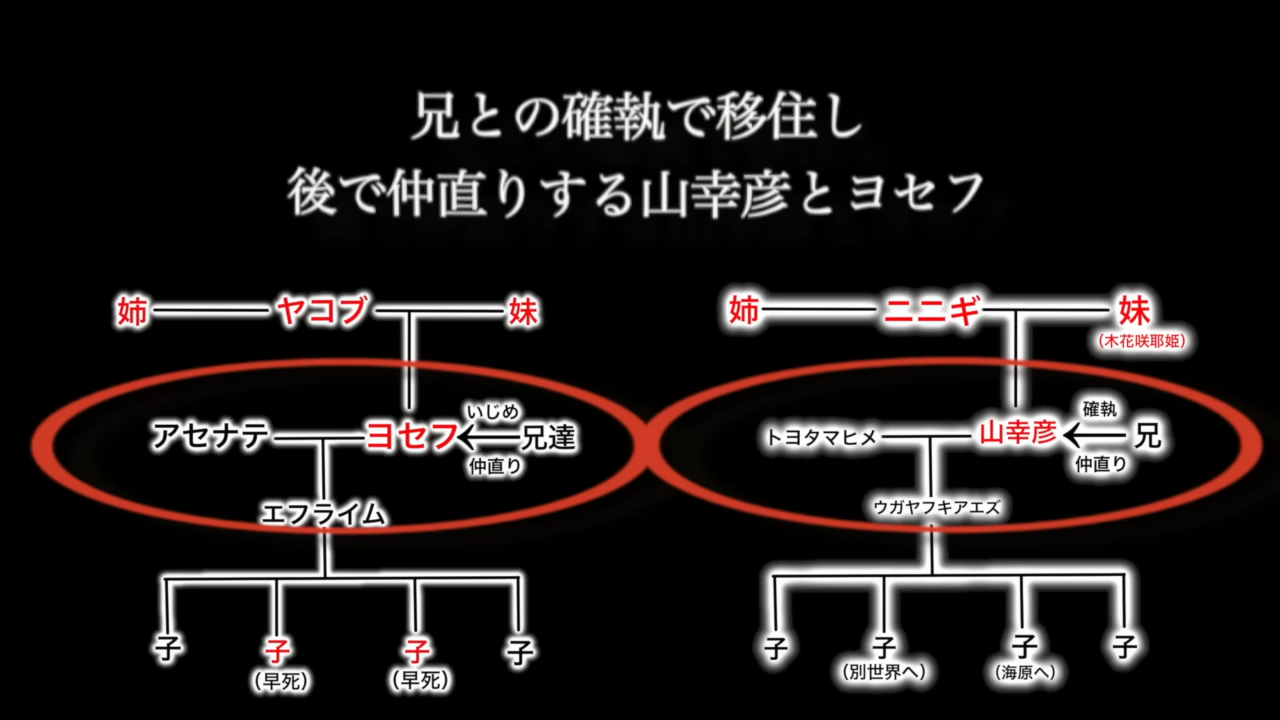 兄との確執で移住し
後で仲直りする山幸彦とヨセフ
姉 ヤコブ 妹
アセナテ ヨセフ いじめ 兄達
仲直り
エフライム
子 子 子 子
(早死) (早死)
姉 ニニギ 妹
(木花咲耶姫)
トヨタマヒメ 山幸彦 確執 兄
仲直り
ウガヤフキアエズ
子 子 子 子
(別世界へ) (海原へ)